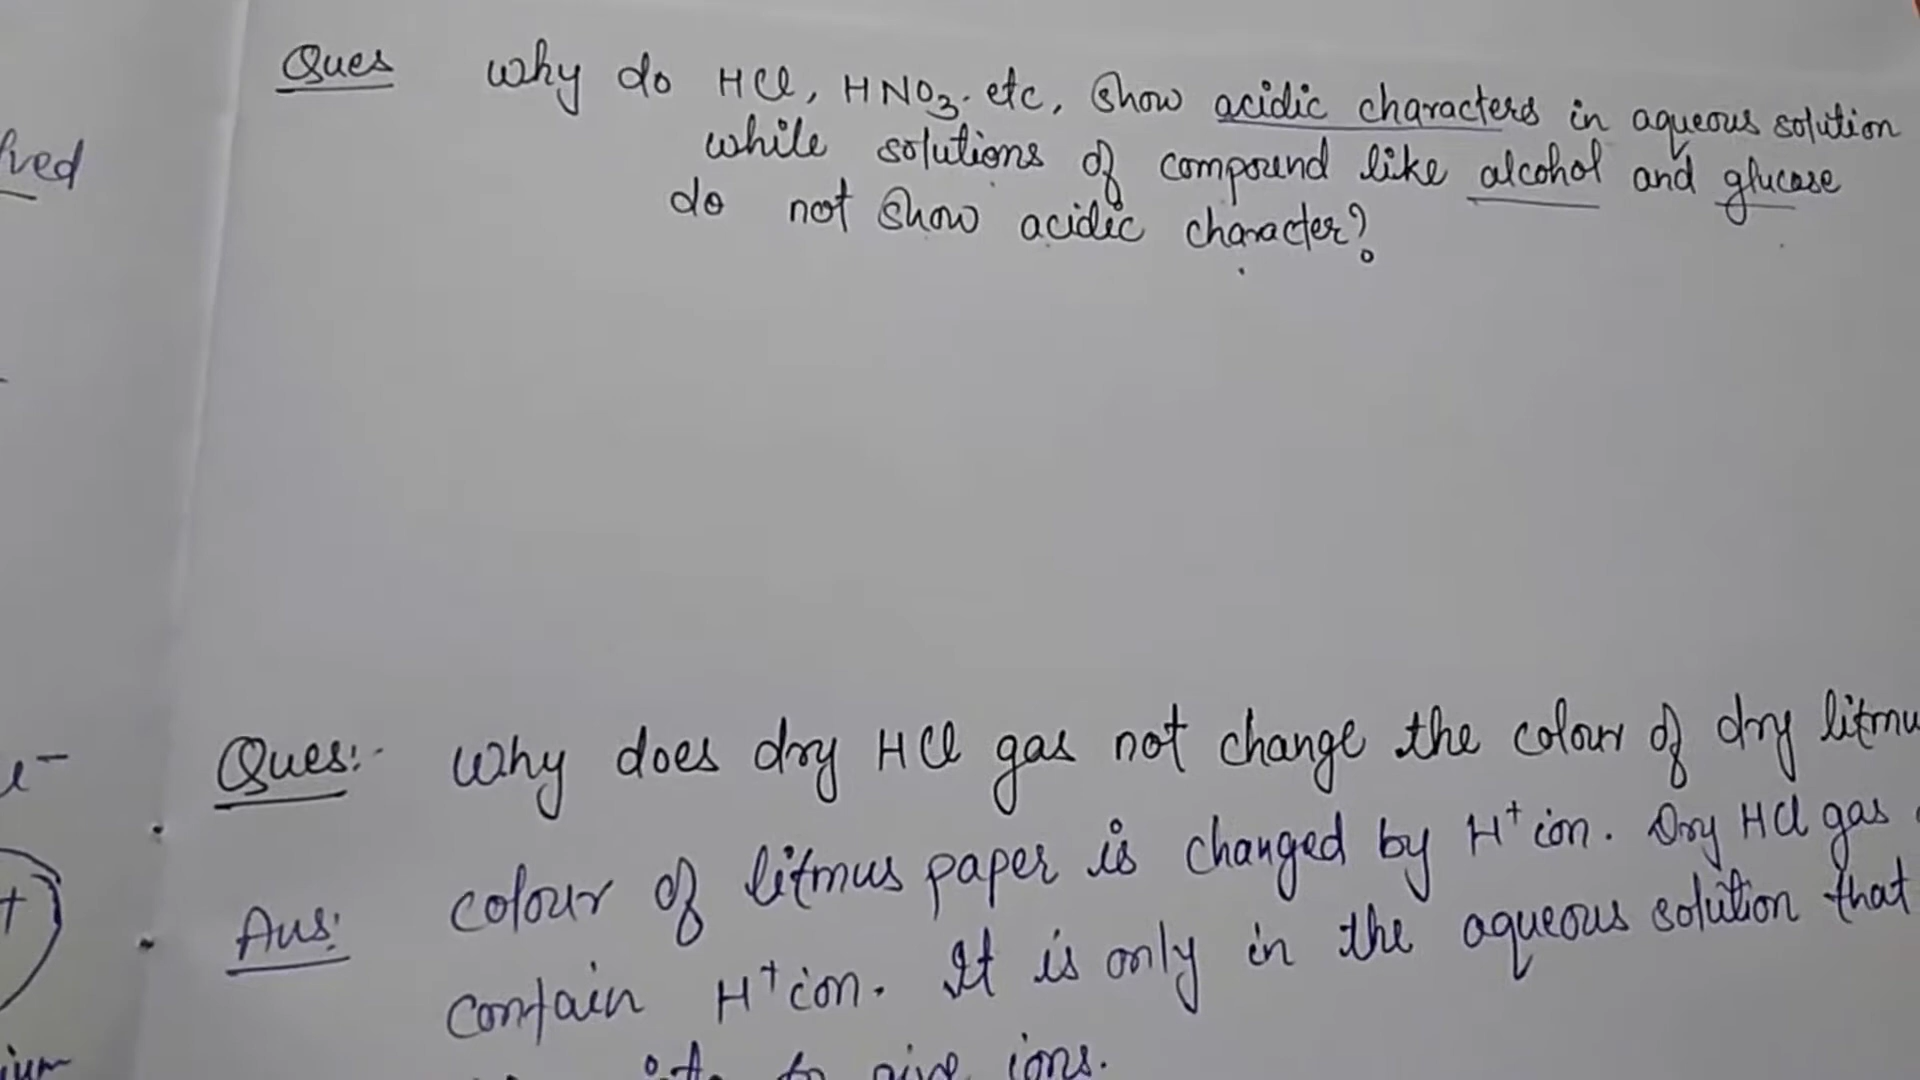 Ques why do HCl, HNO3. etc, show acidic characters in aqueous solution
while solutions of compound like alcohol and glucose
do not show acidic character?
Ques:- Why does dry HCl gas not change the colour of dry litmu
Ans: colour of litmus paper is changed by H+ ion. Dry HCl gas
contain H+ ion. It is only in the aqueous solution that
to give ions.